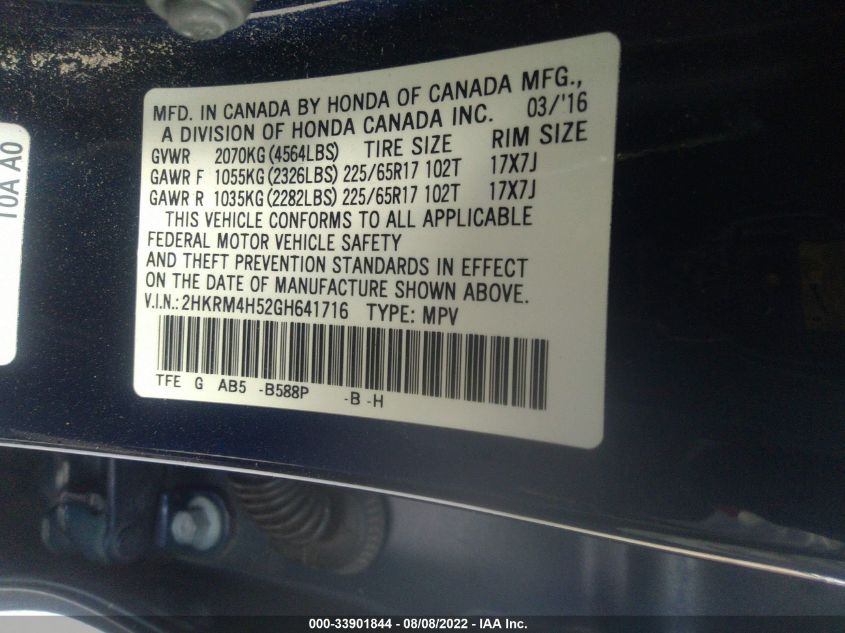 MFD. IN CANADA BY HONDA OF CANADA MFG.,
A DIVISION OF HONDA CANADA INC. 03/'16
GVWR 2070KG(4564LBS) TIRE SIZE RIM SIZE
GAWR F 1055KG(2326LBS) 225/65R17 102T 17X7J
GAWR R 1035KG(2282LBS) 225/65R17 102T 17X7J
THIS VEHICLE CONFORMS TO ALL APPLICABLE
FEDERAL MOTOR VEHICLE SAFETY
AND THEFT PREVENTION STANDARDS IN EFFECT
ON THE DATE OF MANUFACTURE SHOWN ABOVE.
V.I.N.:2HKRM4H52GH641716 TYPE: MPV
TFE G AB5 -B588P -B -H
10A A0
000-33901844 - 08/08/2022 - IAA Inc.